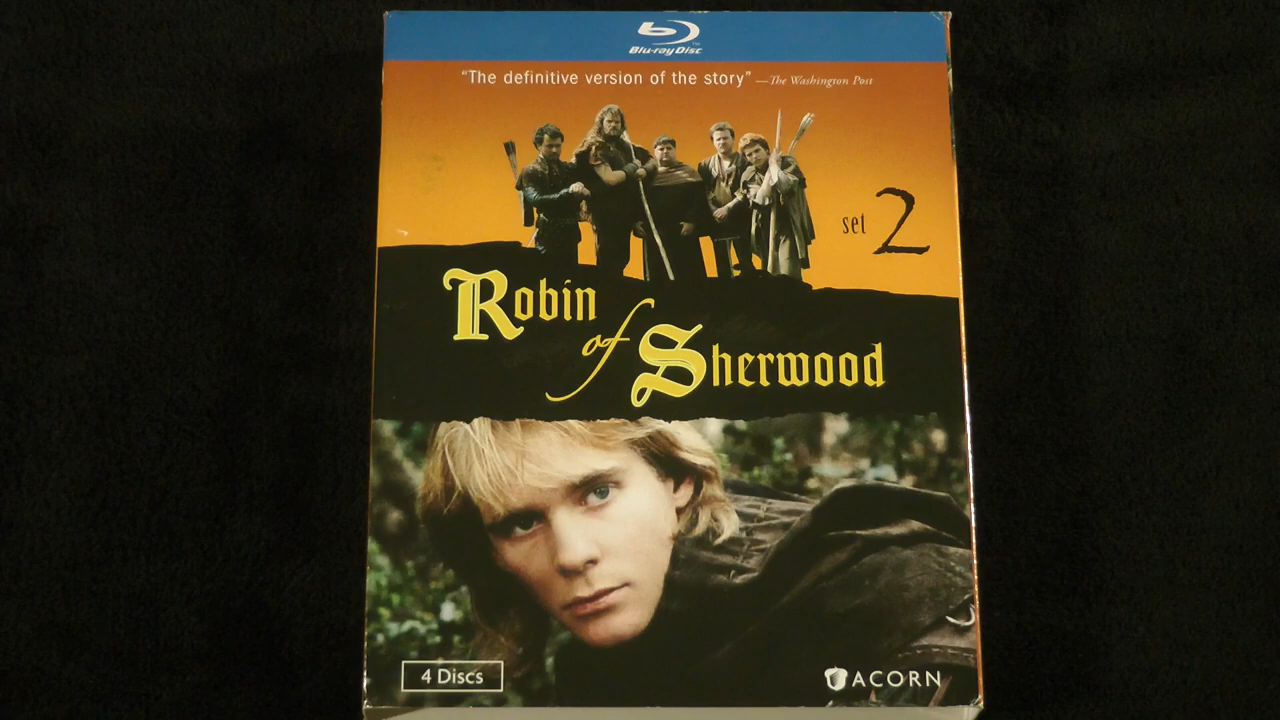 Blu-ray Disc
"The definitive version of the story" —The Washington Post
set 2
Robin
of
Sherwood
4 Discs
ACORN